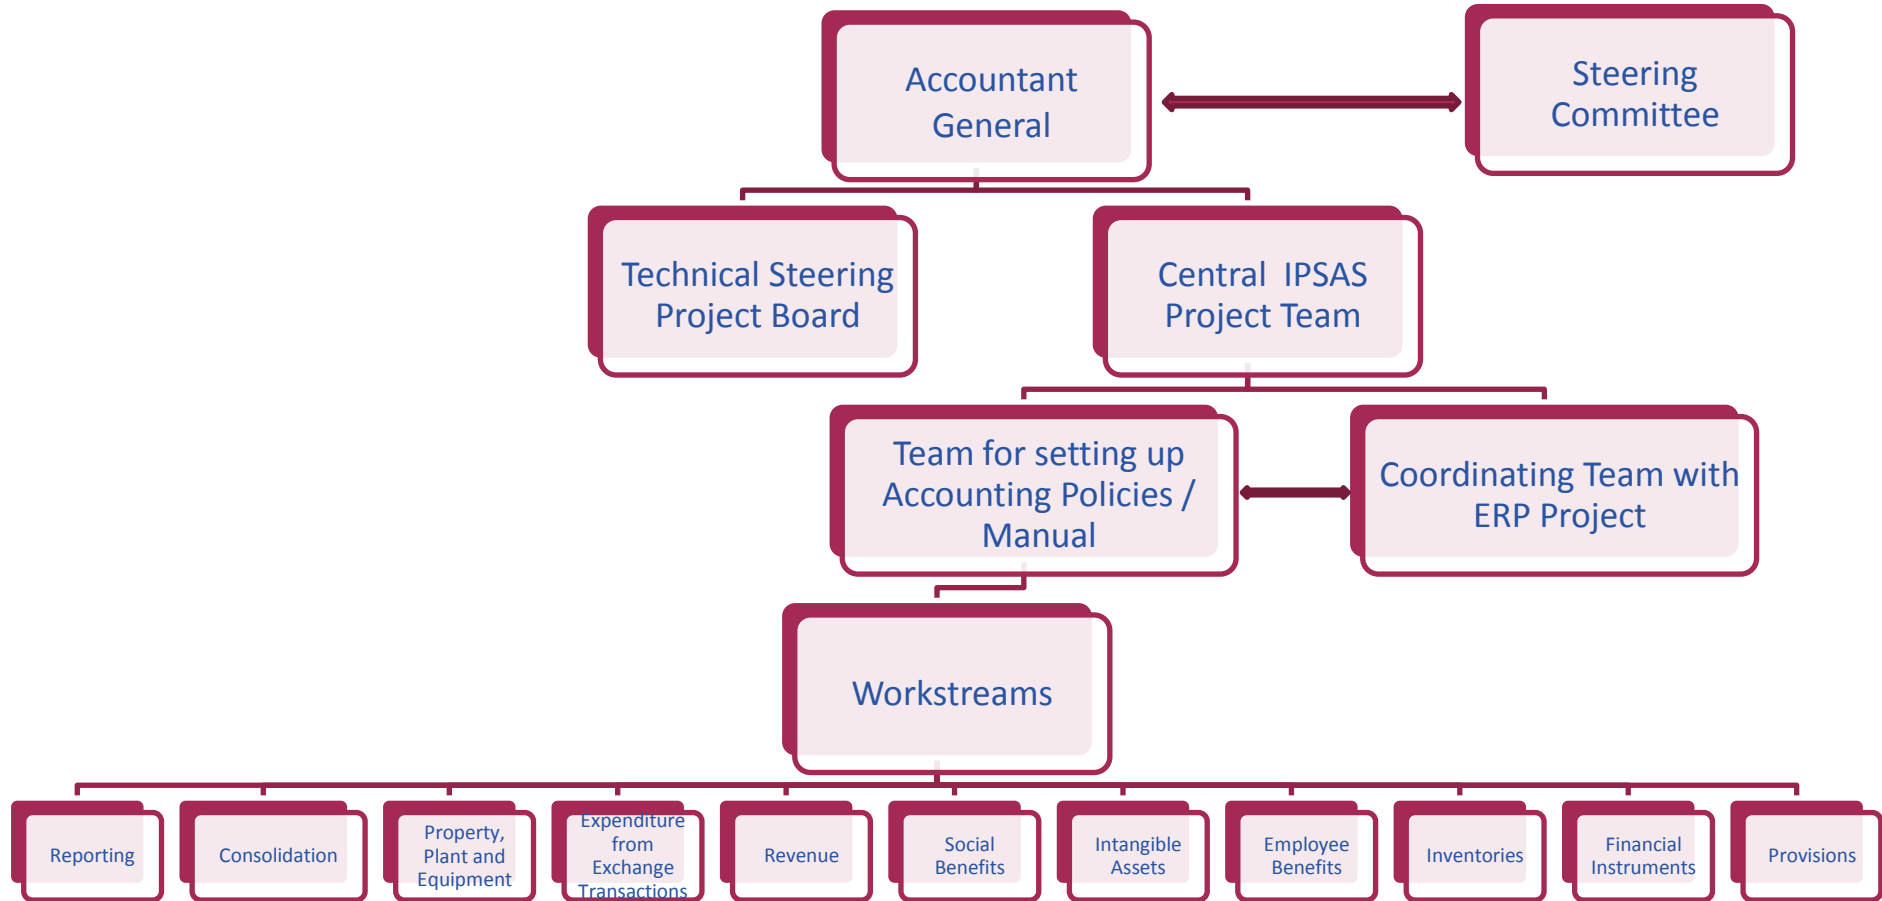 Accountant
General
Steering
Committee
Technical Steering
Project Board
Central  IPSAS
Project Team
Team for setting up
Accounting Policies /
Manual
Coordinating Team with
ERP Project
Workstreams
Reporting
Consolidation
Property,
Plant and
Equipment
Expenditure
from
Exchange
Transactions
Revenue
Social
Benefits
Intangible
Assets
Employee
Benefits
Inventories
Financial
Instruments
Provisions